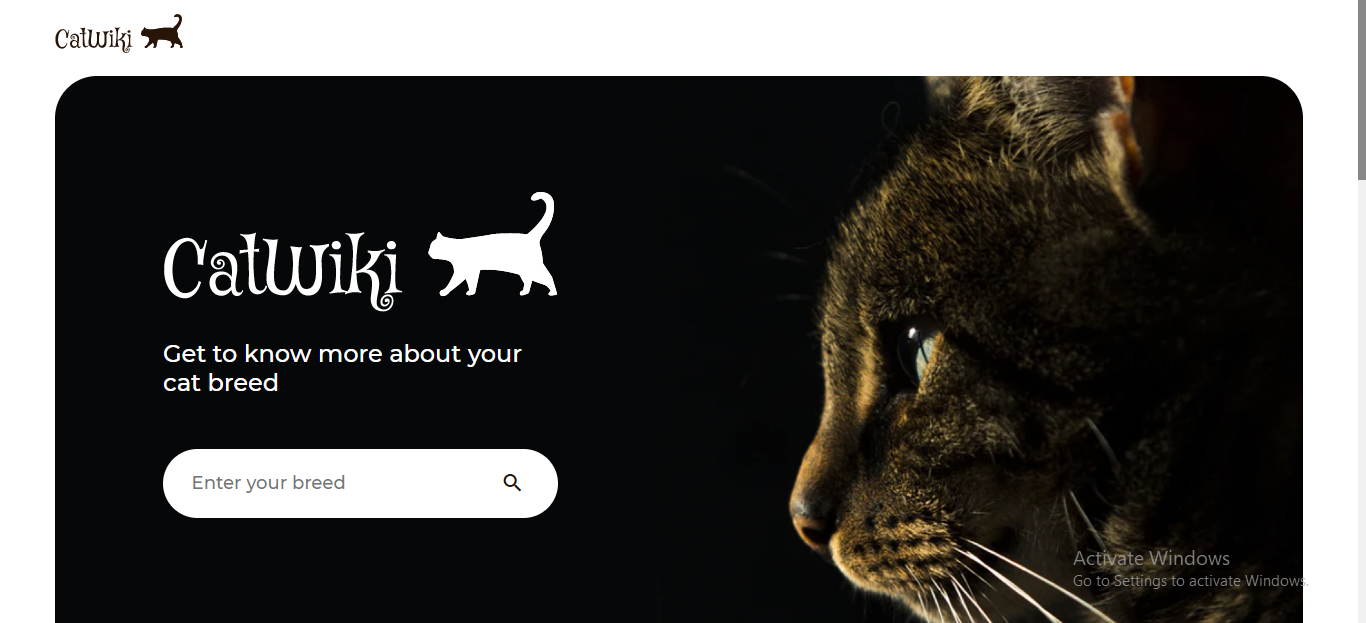 CatWiki
CatWiki
Get to know more about your
cat breed
Enter your breed
Activate Windows
Go to Settings to activate Windows.